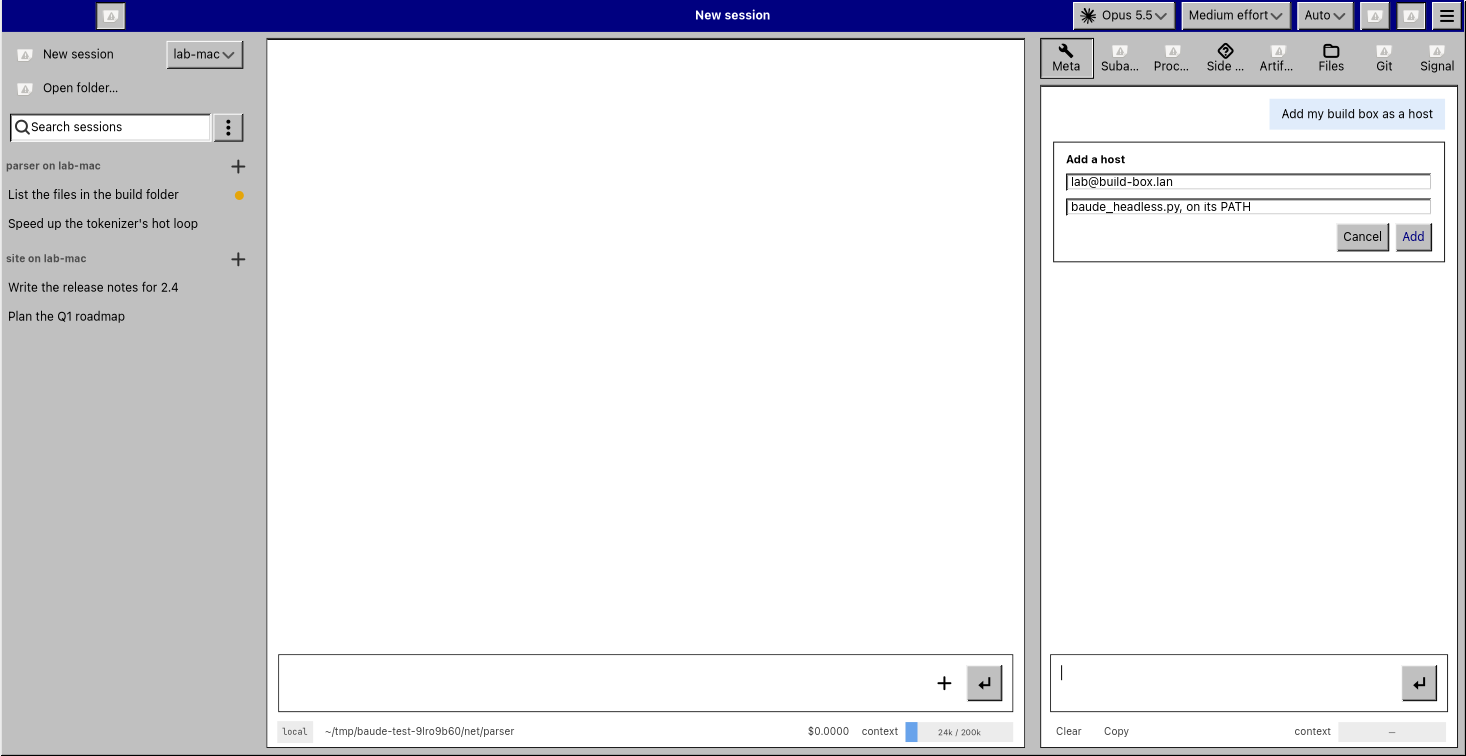 New session
Opus 5.5
Medium effort
Auto
New session
lab-mac
Open folder...
Search sessions
parser on lab-mac
List the files in the build folder
Speed up the tokenizer's hot loop
site on lab-mac
Write the release notes for 2.4
Plan the Q1 roadmap
local
~/tmp/baude-test-9lro9b60/net/parser
$0.0000
context
24k / 200k
Meta
Suba...
Proc...
Side ...
Artif...
Files
Git
Signal
Add my build box as a host
Add a host
lab@build-box.lan
baude_headless.py, on its PATH
Cancel
Add
Clear
Copy
context
—